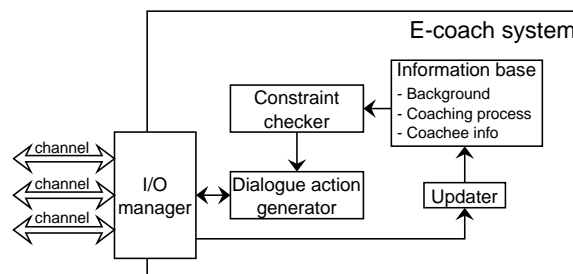 E-coach system
Information base
- Background
- Coaching process
- Coachee info
Constraint
checker
channel
channel
channel
I/O
manager
Dialogue action
generator
Updater